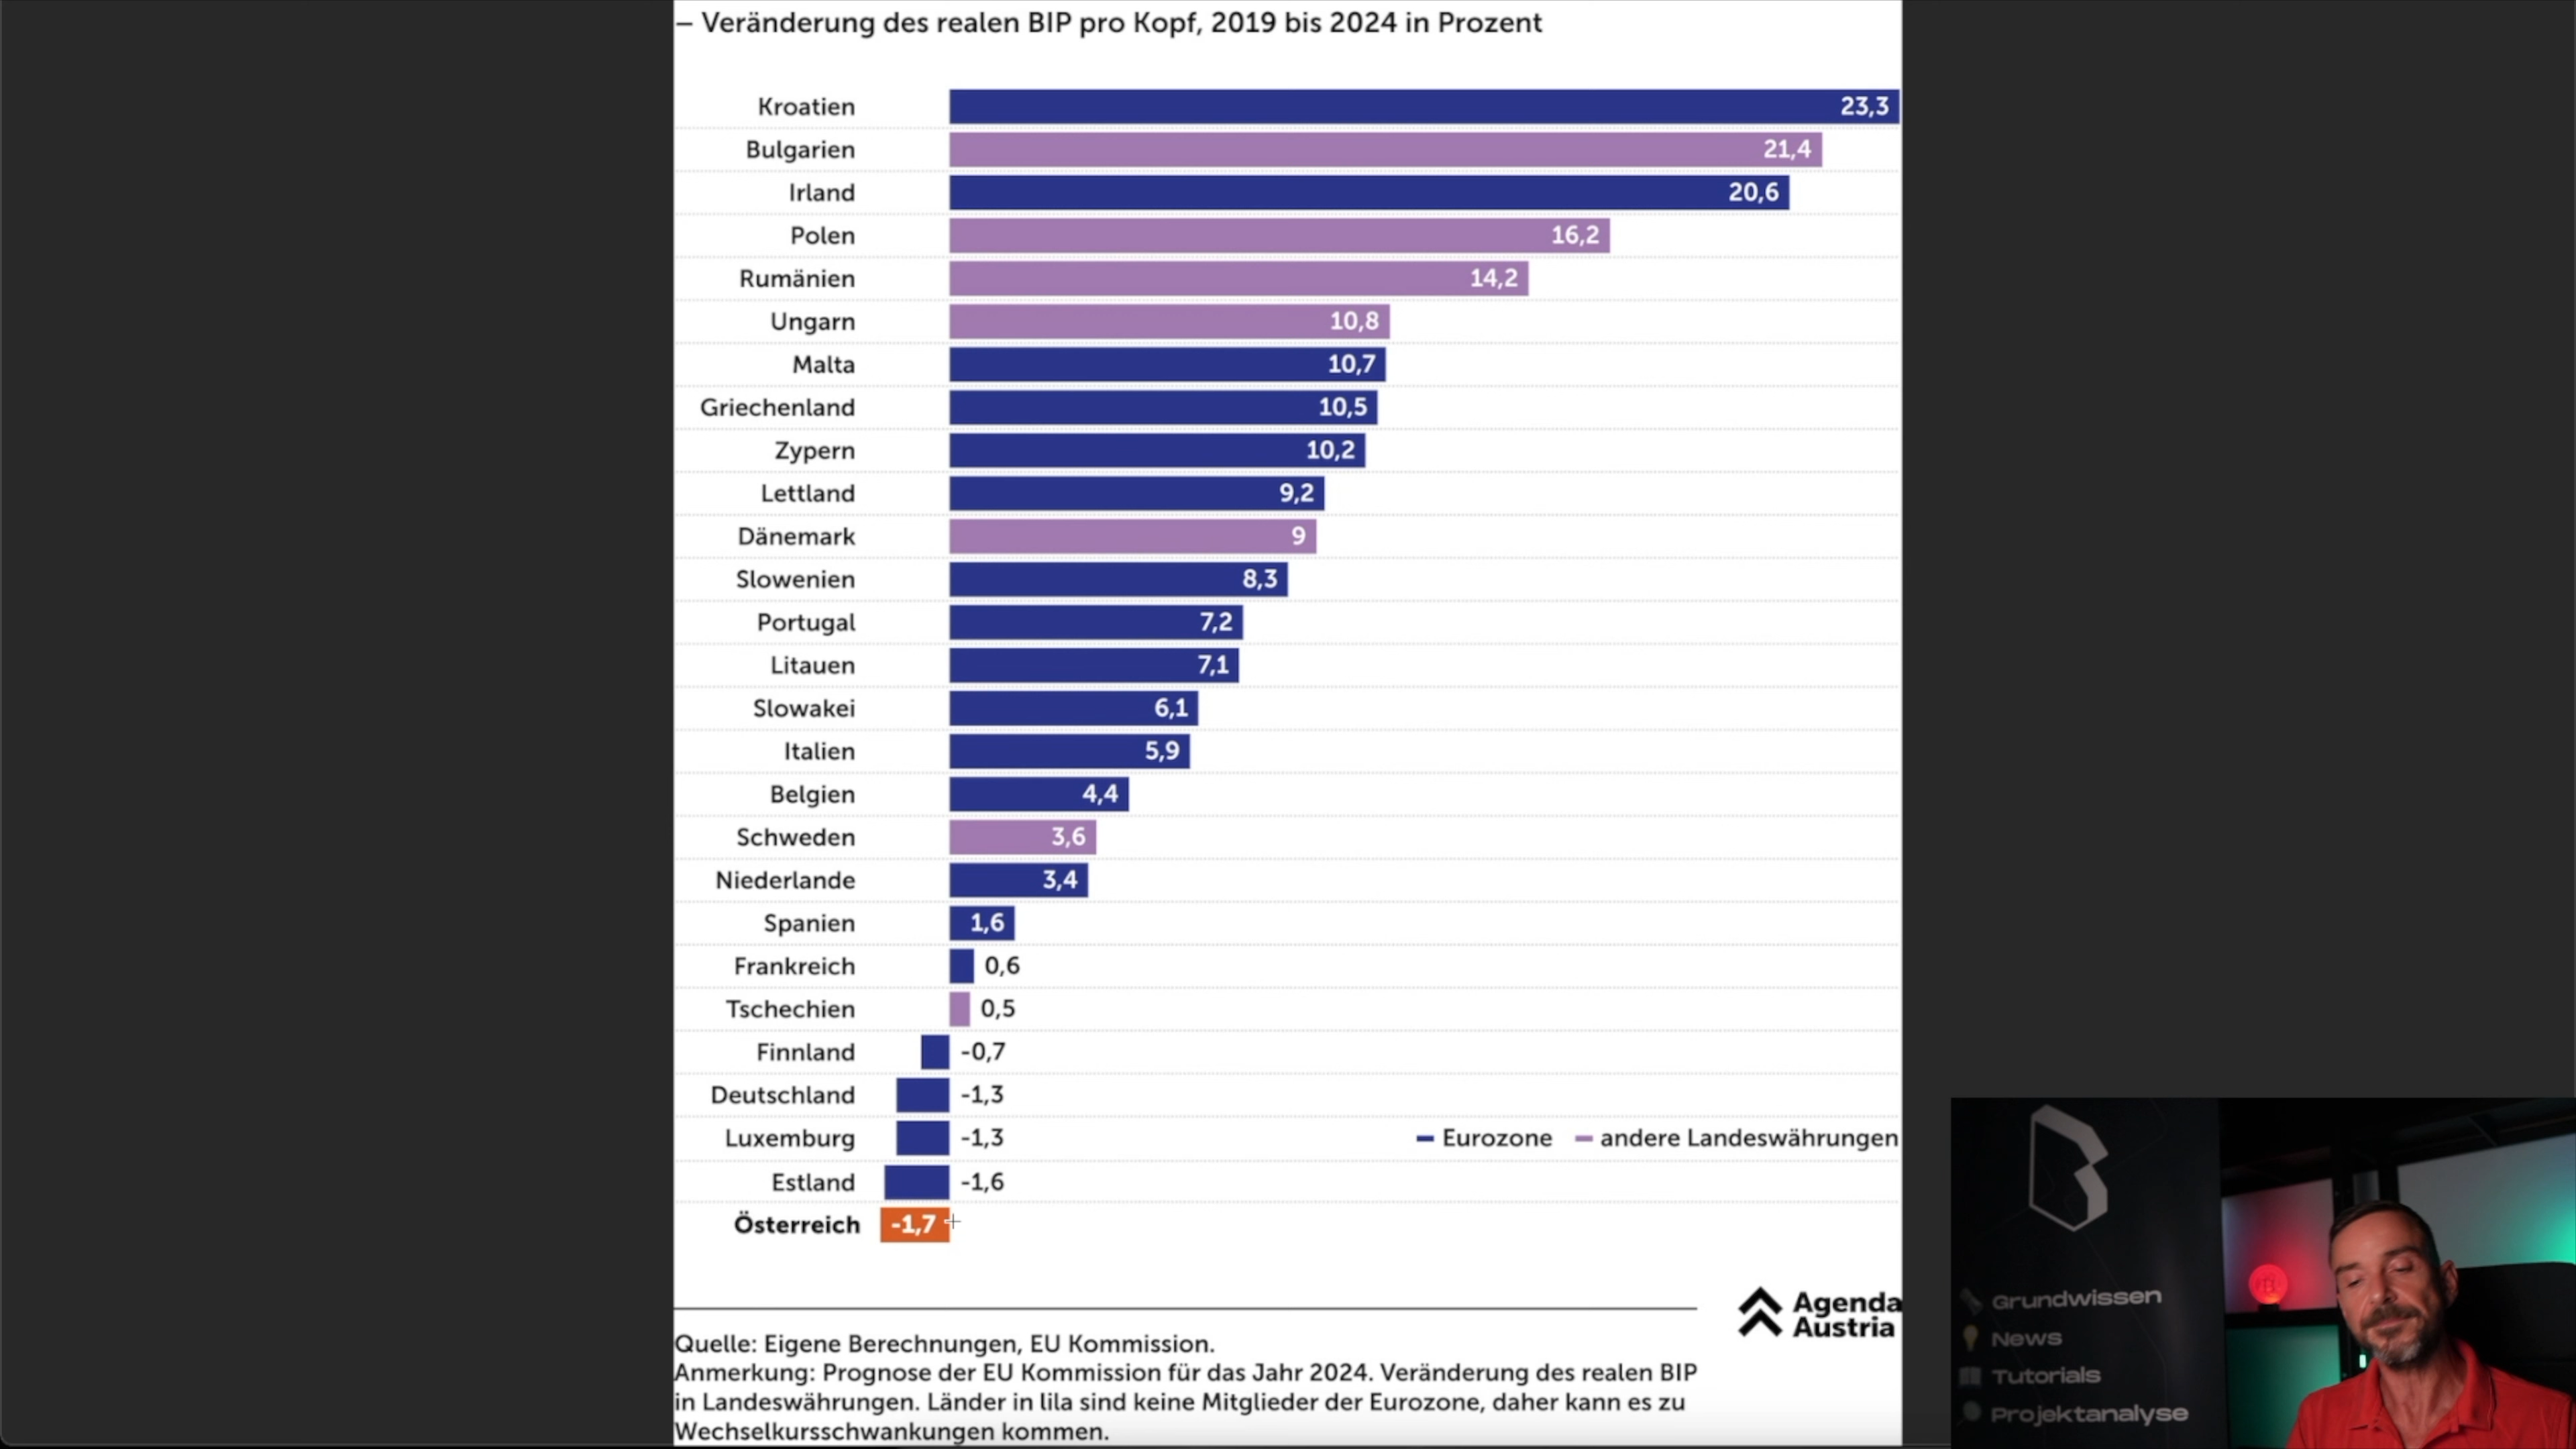 – Veränderung des realen BIP pro Kopf, 2019 bis 2024 in Prozent
Kroatien 23,3
Bulgarien 21,4
Irland 20,6
Polen 16,2
Rumänien 14,2
Ungarn 10,8
Malta 10,7
Griechenland 10,5
Zypern 10,2
Lettland 9,2
Dänemark 9
Slowenien 8,3
Portugal 7,2
Litauen 7,1
Slowakei 6,1
Italien 5,9
Belgien 4,4
Schweden 3,6
Niederlande 3,4
Spanien 1,6
Frankreich 0,6
Tschechien 0,5
Finnland -0,7
Deutschland -1,3
Luxemburg -1,3
Eurozone andere Landeswährungen
Estland -1,6
Österreich -1,7
Agenda
Austria
Quelle: Eigene Berechnungen, EU Kommission.
Anmerkung: Prognose der EU Kommission für das Jahr 2024. Veränderung des realen BIP
in Landeswährungen. Länder in lila sind keine Mitglieder der Eurozone, daher kann es zu
Wechselkursschwankungen kommen.
Grundwissen
News
Tutorials
Projektanalyse